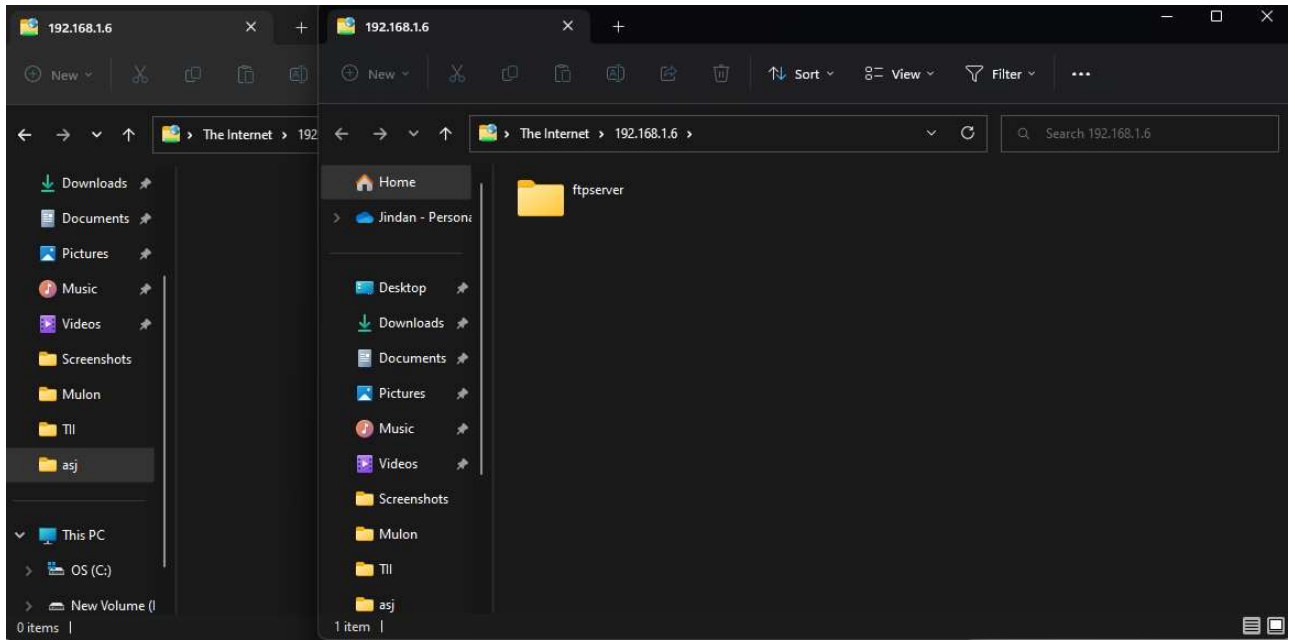 192.168.1.6
New
The Internet > 192
Downloads
Documents
Pictures
Music
Videos
Screenshots
Mulon
TII
asj
This PC
OS (C:)
New Volume (
0 items
192.168.1.6
New
Sort
View
Filter
The Internet > 192.168.1.6 >
Search 192.168.1.6
Home
Jindan - Persona
Desktop
Downloads
Documents
Pictures
Music
Videos
Screenshots
Mulon
TII
asj
1 item
ftpserver